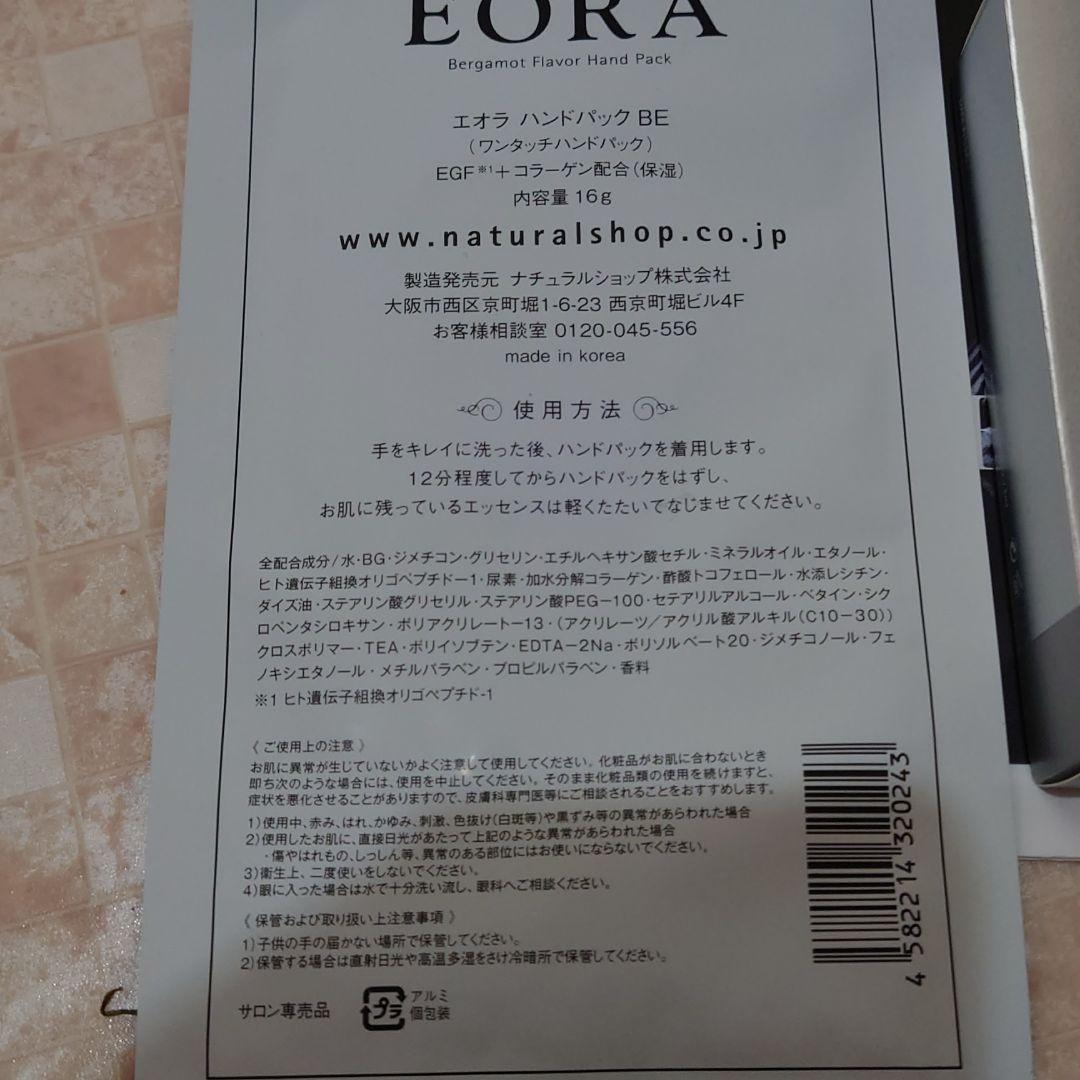 EORA
Bergamot Flavor Hand Pack
エオラ ハンドパック BE
（ワンタッチハンドパック）
EGF※1＋コラーゲン配合（保湿）
内容量 16g
www.naturalshop.co.jp
製造発売元 ナチュラルショップ株式会社
大阪市西区京町堀1-6-23 西京町堀ビル4F
お客様相談室 0120-045-556
made in korea
使用方法
手をキレイに洗った後、ハンドパックを着用します。
12分程度してからハンドパックをはずし、
お肌に残っているエッセンスは軽くたたいてなじませてください。
全配合成分/水・BG・ジメチコン・グリセリン・エチルヘキサン酸セチル・ミネラルオイル・エタノール・
ヒト遺伝子組換オリゴペプチドー1・尿素・加水分解コラーゲン・酢酸トコフェロール・水添レシチン・
ダイズ油・ステアリン酸グリセリル・ステアリン酸PEG−100・セテアリルアルコール・ベタイン・シク
ロペンタシロキサン・ポリアクリレートー13・（アクリレーツ／アクリル酸アルキル（C10−30））
クロスポリマー・TEA・ポリイソブテン・EDTA−2Na・ポリソルベート20・ジメチコノール・フェ
ノキシエタノール・メチルパラベン・プロピルパラベン・香料
※1 ヒト遺伝子組換オリゴペプチド-1
《 ご使用上の注意 》
お肌に異常が生じていないかよく注意して使用してください。化粧品がお肌に合わないとき
即ち次のような場合には、使用を中止してください。そのまま化粧品類の使用を続けますと、
症状を悪化させることがありますので、皮膚科専門医等にご相談されることをおすすめします。
1)使用中、赤み、はれ、かゆみ、刺激、色抜け(白斑等)や黒ずみ等の異常があらわれた場合
2)使用したお肌に、直接日光があたって上記のような異常があらわれた場合
・傷やはれもの、しっしん等、異常のある部位にはお使いにならないでください。
3)衛生上、二度使いをしないでください。
4)眼に入った場合は水で十分洗い流し、眼科へご相談ください。
《 保管および取り扱い上注意事項 》
1)子供の手の届かない場所で保管してください。
2)保管する場合は直射日光や高温多湿をさけ冷暗所で保管してください。
サロン専売品
プラ
アルミ
個包装
4 582214 320243